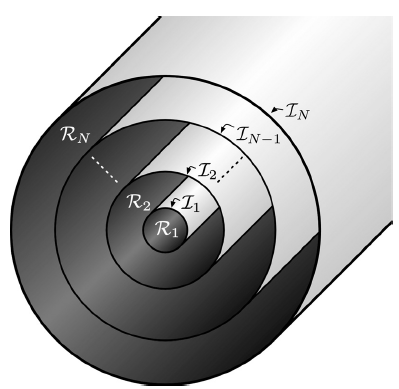 𝓘_N
𝓡_N
𝓘_{N−1}
𝓘_2
𝓡_2
𝓘_1
𝓡_1